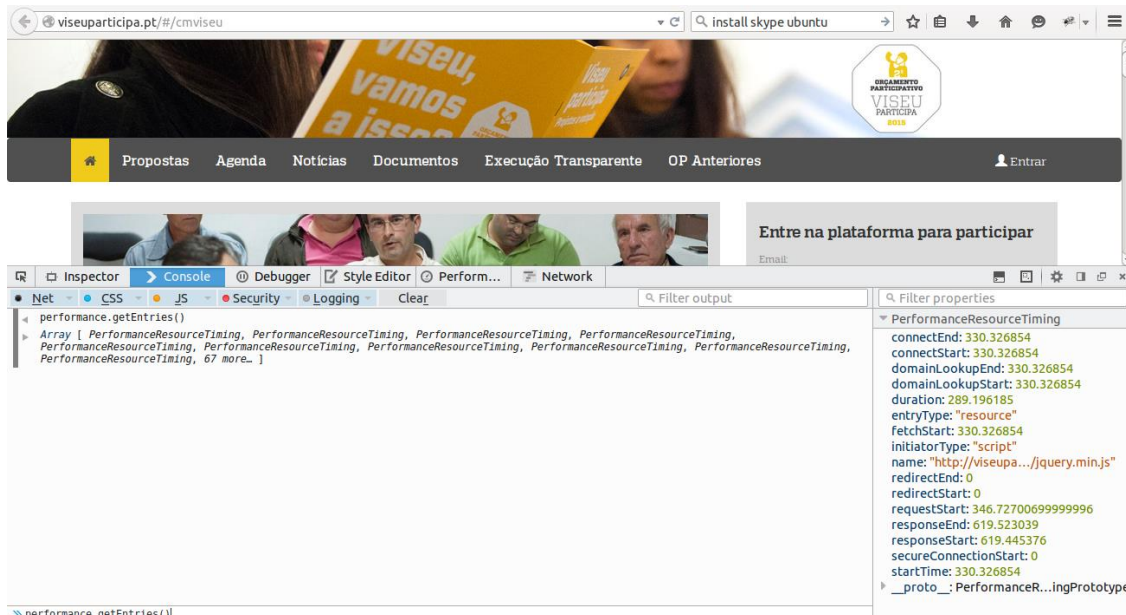 viseuparticipa.pt/#/cmviseu
install skype ubuntu
viseu,
vamos
a isso
Viseu
participa
ORÇAMENTO
PARTICIPATIVO
VISEU
PARTICIPA
2015
Propostas Agenda Notícias Documentos Execução Transparente OP Anteriores Entrar
Entre na plataforma para participar
Email
Inspector Console Debugger Style Editor Perform... Network
Net CSS JS Security Logging Clear Filter output Filter properties
performance.getEntries()
Array [ PerformanceResourceTiming, PerformanceResourceTiming, PerformanceResourceTiming, PerformanceResourceTiming,
PerformanceResourceTiming, PerformanceResourceTiming, PerformanceResourceTiming, PerformanceResourceTiming, PerformanceResourceTiming,
PerformanceResourceTiming, 67 more… ]
PerformanceResourceTiming
connectEnd: 330.326854
connectStart: 330.326854
domainLookupEnd: 330.326854
domainLookupStart: 330.326854
duration: 289.196185
entryType: "resource"
fetchStart: 330.326854
initiatorType: "script"
name: "http://viseupa.../jquery.min.js"
redirectEnd: 0
redirectStart: 0
requestStart: 346.72700699999996
responseEnd: 619.523039
responseStart: 619.445376
secureConnectionStart: 0
startTime: 330.326854
__proto__: PerformanceR...ingPrototype
performance.getEntries()